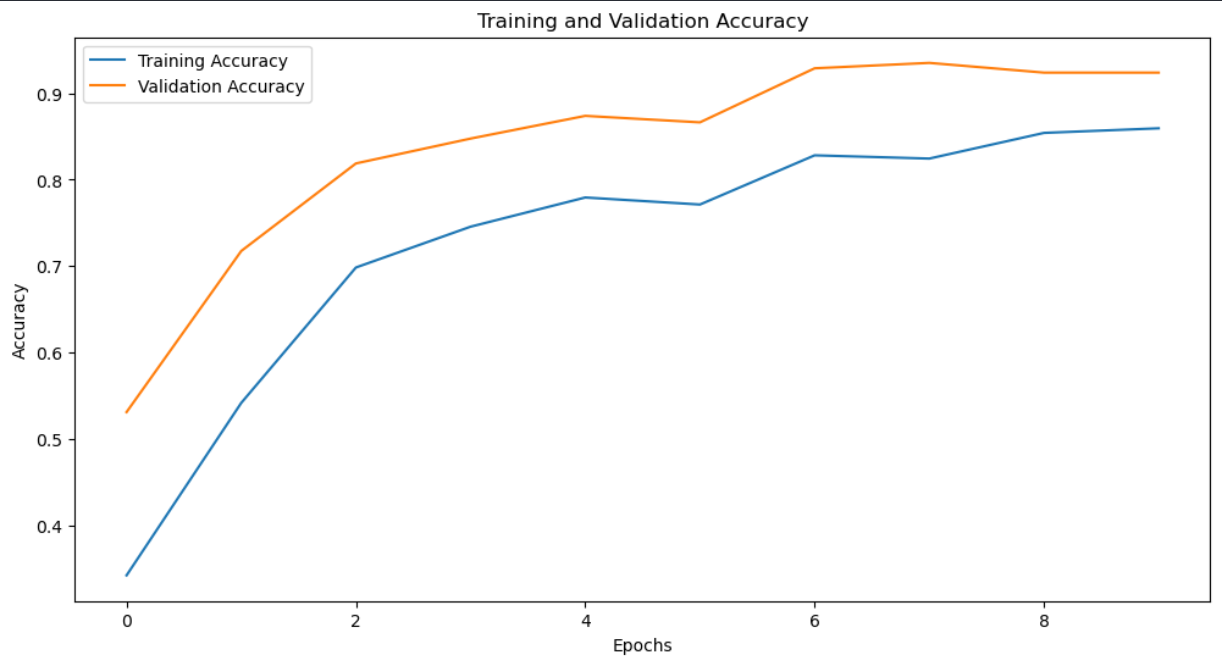 Training and Validation Accuracy
Training Accuracy
Validation Accuracy
Accuracy
0.9
0.8
0.7
0.6
0.5
0.4
0 2 4 6 8
Epochs